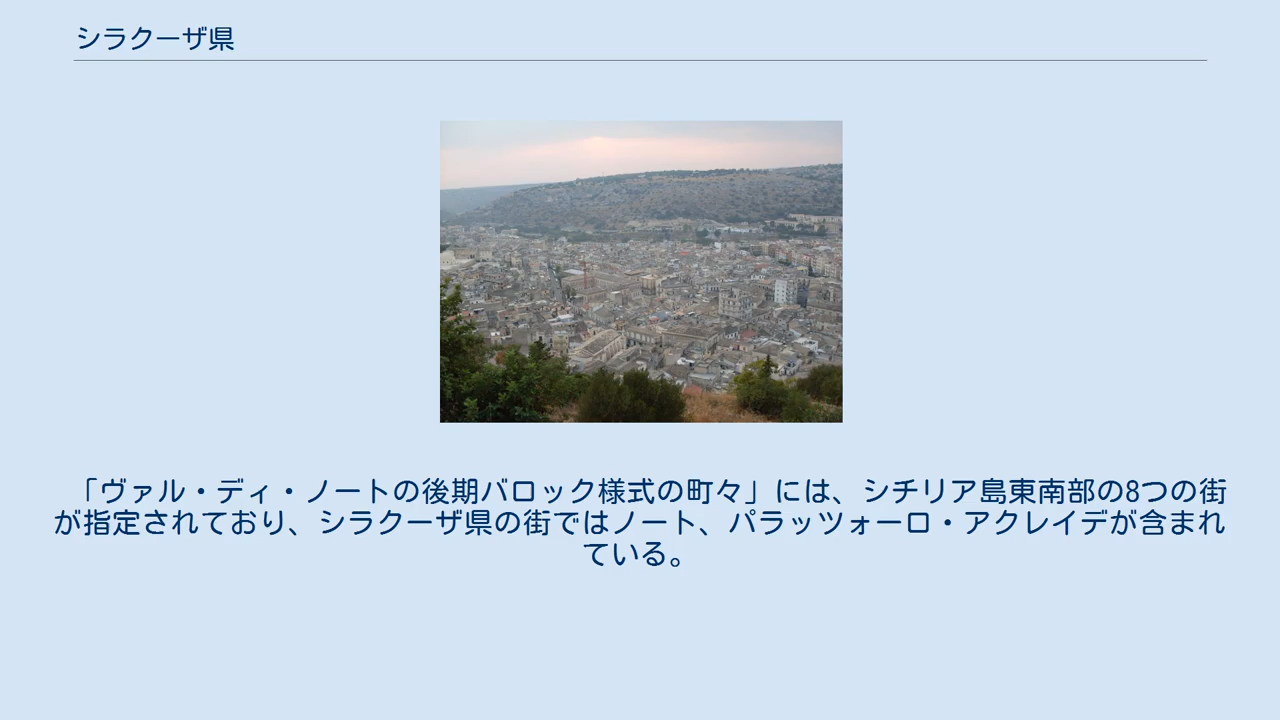 シラクーザ県
「ヴァル・ディ・ノートの後期バロック様式の町々」には、シチリア島東南部の8つの街
が指定されており、シラクーザ県の街ではノート、パラッツォーロ・アクレイデが含まれ
ている。